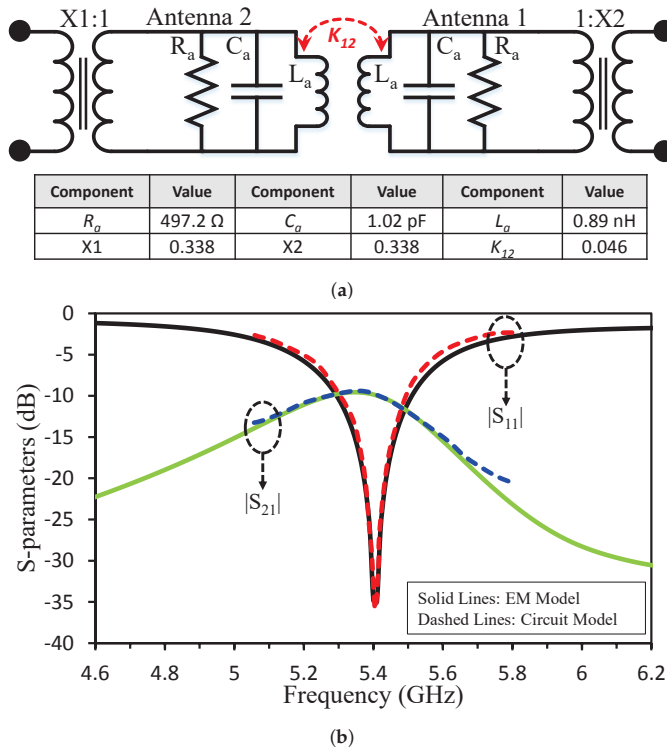 X1:1 Antenna 2 K12 Antenna 1 1:X2
Ra Ca La La Ca Ra
Component Value Component Value Component Value
Ra 497.2 Ω Ca 1.02 pF La 0.89 nH
X1 0.338 X2 0.338 K12 0.046
(a)
S-parameters (dB)
0
-5
-10
-15
-20
-25
-30
-35
-40
|S11|
|S21|
Solid Lines: EM Model
Dashed Lines: Circuit Model
4.6 4.8 5 5.2 5.4 5.6 5.8 6 6.2
Frequency (GHz)
(b)